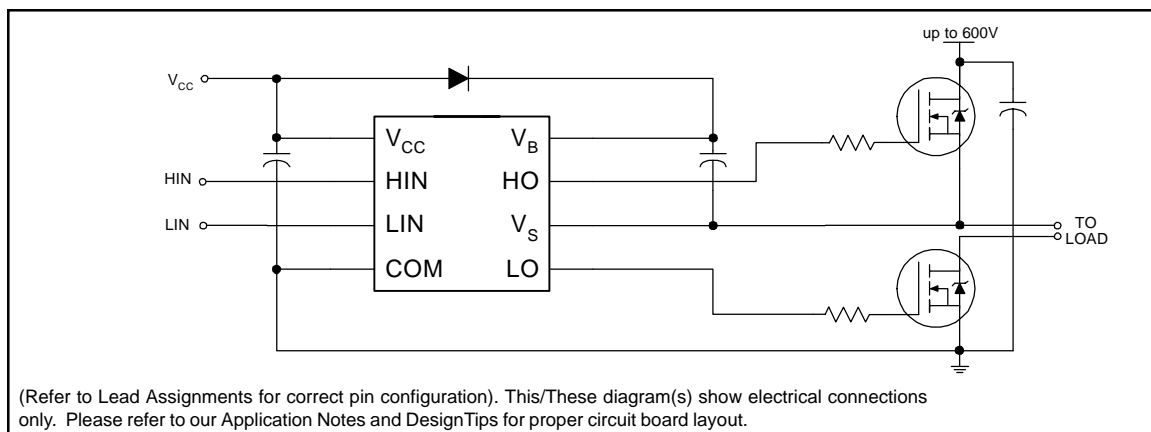 up to 600V
VCC
VCC
VB
HIN
HIN
HO
LIN
LIN
VS
TO
LOAD
COM
LO
(Refer to Lead Assignments for correct pin configuration). This/These diagram(s) show electrical connections
only. Please refer to our Application Notes and DesignTips for proper circuit board layout.